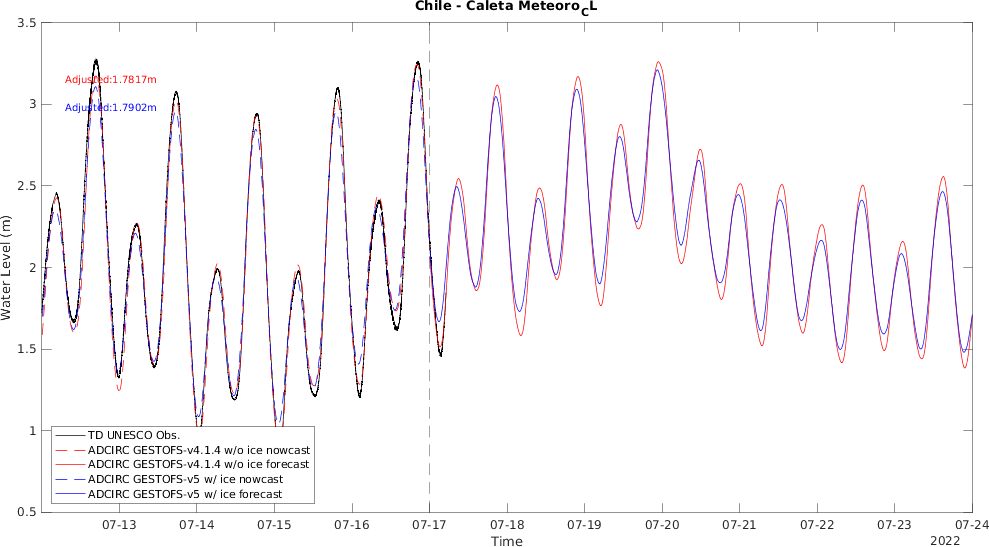 Chile - Caleta Meteoro_CL
Adjusted:1.7817m
Adjusted:1.7902m
Water Level (m)
3.5
3
2.5
2
1.5
1
0.5
TD UNESCO Obs.
ADCIRC GESTOFS-v4.1.4 w/o ice nowcast
ADCIRC GESTOFS-v4.1.4 w/o ice forecast
ADCIRC GESTOFS-v5 w/ ice nowcast
ADCIRC GESTOFS-v5 w/ ice forecast
07-13 07-14 07-15 07-16 07-17 07-18 07-19 07-20 07-21 07-22 07-23 07-24
Time
2022